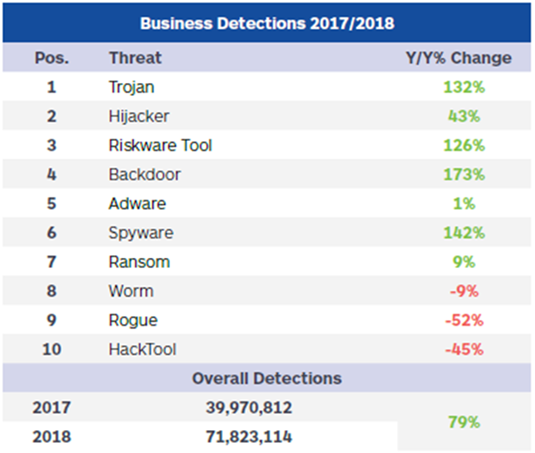 Business Detections 2017/2018
Pos. Threat Y/Y% Change
1 Trojan 132%
2 Hijacker 43%
3 Riskware Tool 126%
4 Backdoor 173%
5 Adware 1%
6 Spyware 142%
7 Ransom 9%
8 Worm -9%
9 Rogue -52%
10 HackTool -45%
Overall Detections
2017 39,970,812
79%
2018 71,823,114